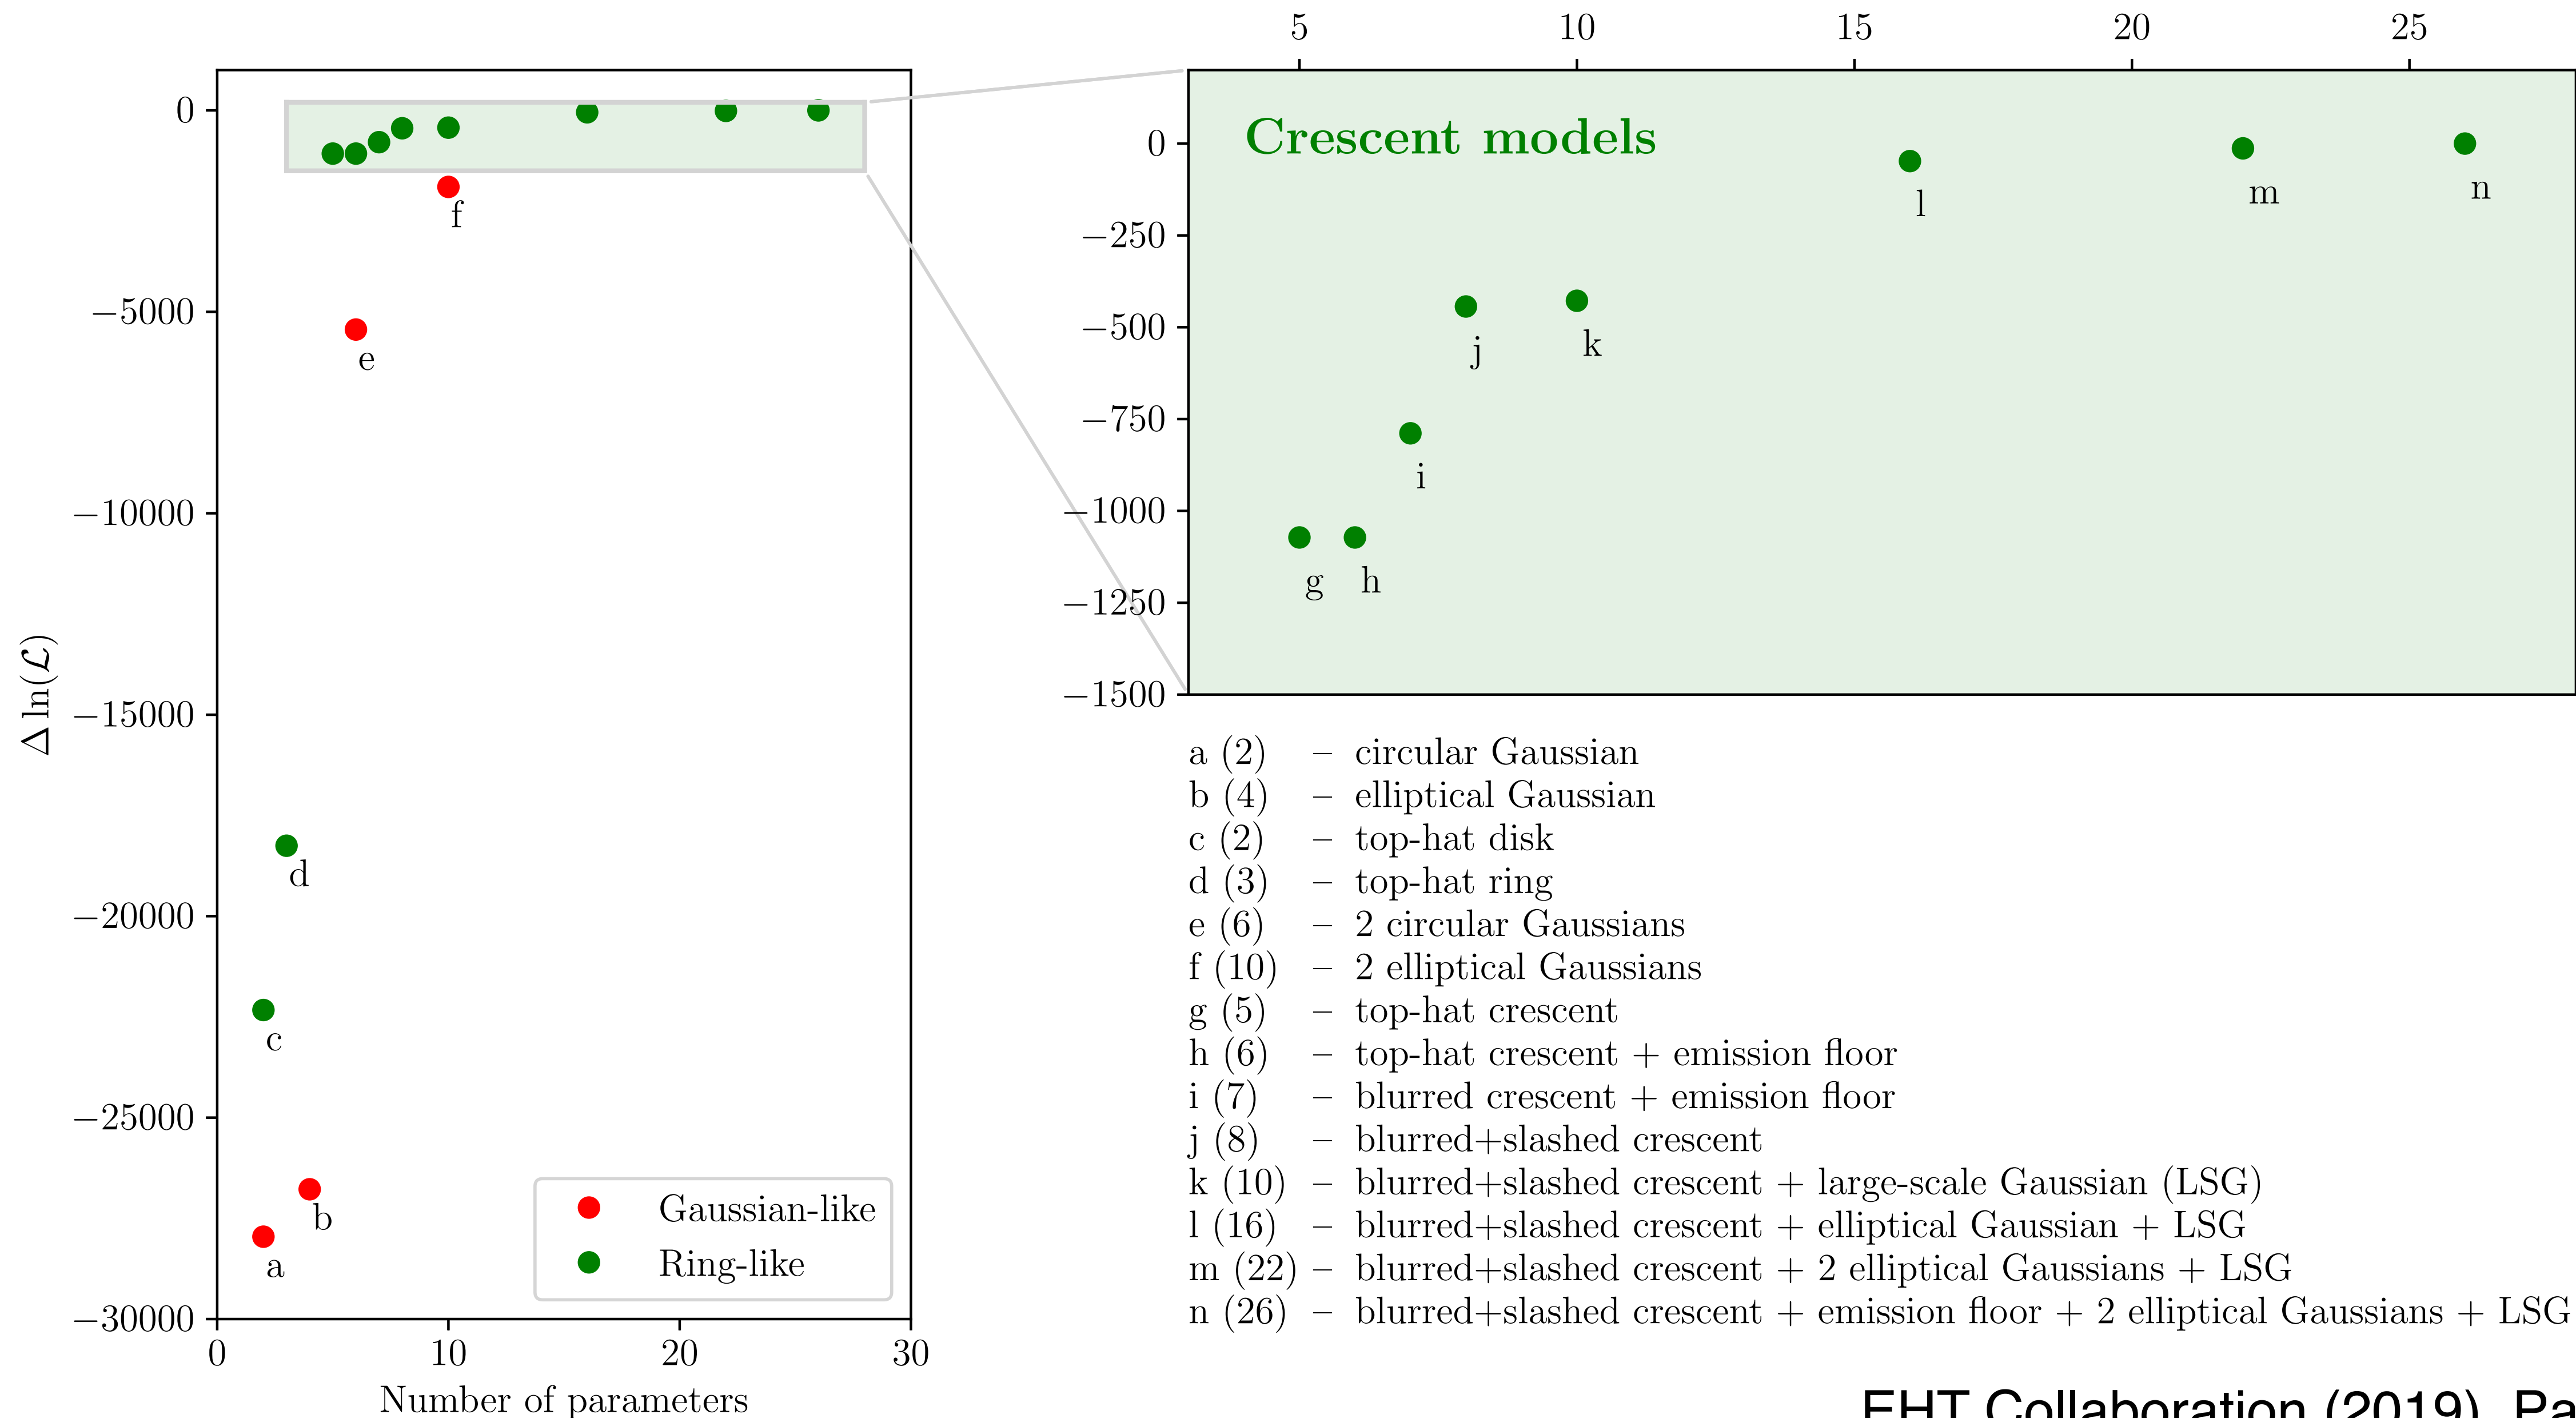 0
−5000
−10000
−15000
−20000
−25000
−30000
Δ ln(ℒ)
0 10 20 30
Number of parameters
f
e
d
c
b
a
Gaussian-like
Ring-like
5 10 15 20 25
Crescent models
0
−250
−500
−750
−1000
−1250
−1500
l
m
n
j
k
i
g
h
a (2) – circular Gaussian
b (4) – elliptical Gaussian
c (2) – top-hat disk
d (3) – top-hat ring
e (6) – 2 circular Gaussians
f (10) – 2 elliptical Gaussians
g (5) – top-hat crescent
h (6) – top-hat crescent + emission floor
i (7) – blurred crescent + emission floor
j (8) – blurred+slashed crescent
k (10) – blurred+slashed crescent + large-scale Gaussian (LSG)
l (16) – blurred+slashed crescent + elliptical Gaussian + LSG
m (22) – blurred+slashed crescent + 2 elliptical Gaussians + LSG
n (26) – blurred+slashed crescent + emission floor + 2 elliptical Gaussians + LSG
EHT Collaboration (2019), Pa